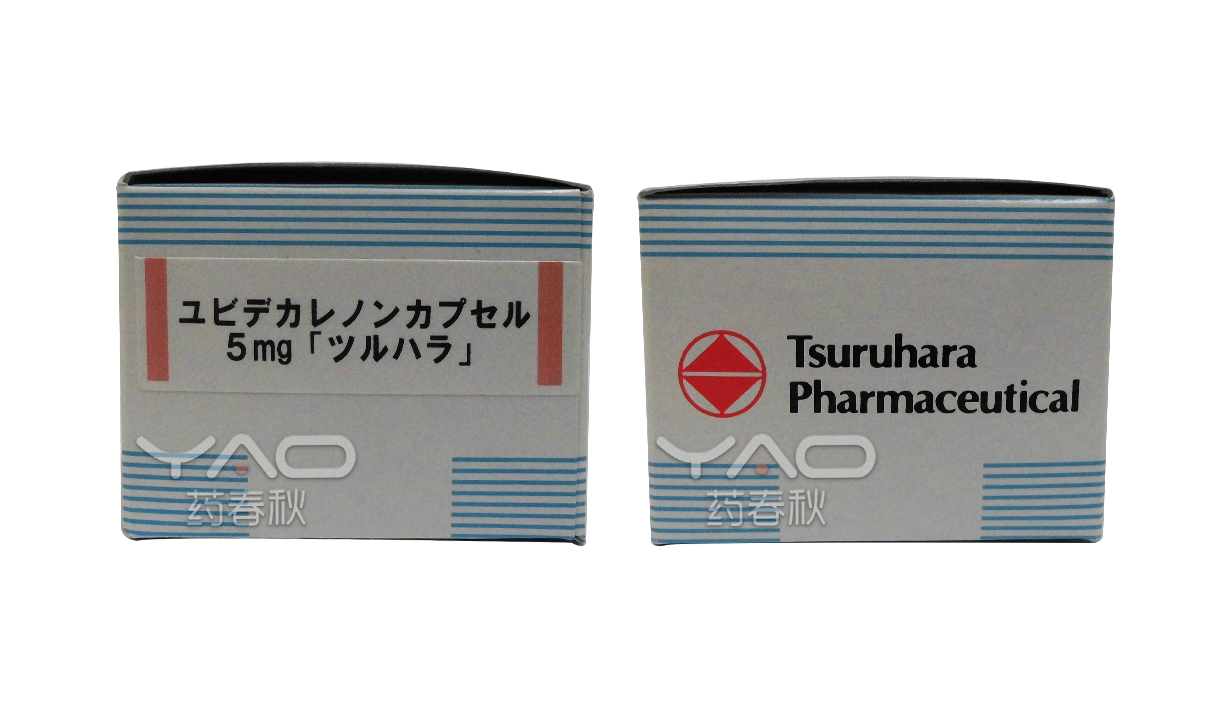 ユビデカレノンカプセル
5mg「ツルハラ」
YAO
药春秋
Tsuruhara
Pharmaceutical
YAO
药春秋